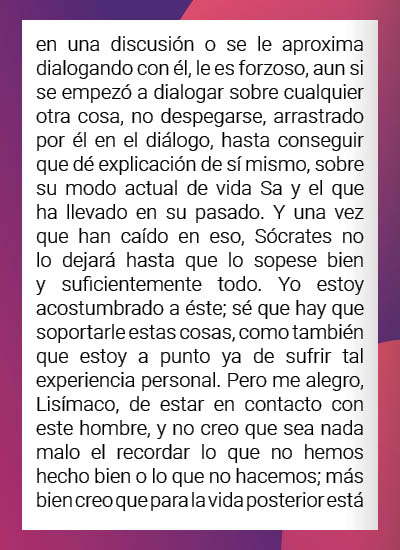 en una discusión o se le aproxima
dialogando con él, le es forzoso, aun si
se empezó a dialogar sobre cualquier
otra cosa, no despegarse, arrastrado
por él en el diálogo, hasta conseguir
que dé explicación de sí mismo, sobre
su modo actual de vida Sa y el que
ha llevado en su pasado. Y una vez
que han caído en eso, Sócrates no
lo dejará hasta que lo sopese bien
y suficientemente todo. Yo estoy
acostumbrado a éste; sé que hay que
soportarle estas cosas, como también
que estoy a punto ya de sufrir tal
experiencia personal. Pero me alegro,
Lisímaco, de estar en contacto con
este hombre, y no creo que sea nada
malo el recordar lo que no hemos
hecho bien o lo que no hacemos; más
bien creo que para la vida posterior está